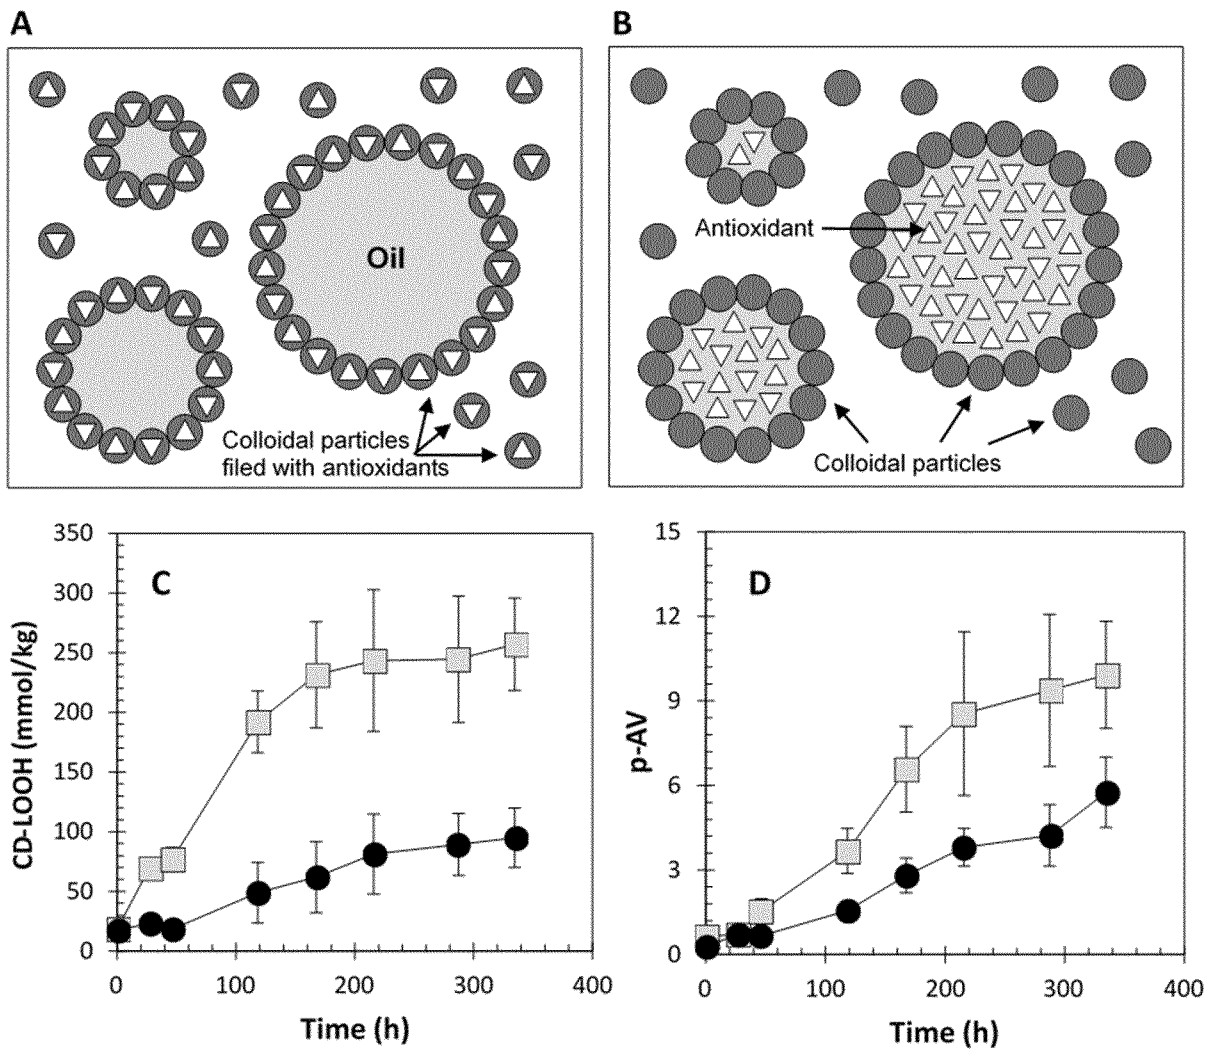 A
B
Oil
Antioxidant
Colloidal particles
filed with antioxidants
Colloidal particles
350
300
250
200
150
100
50
0
CD-LOOH (mmol/kg)
C
0
100
200
300
400
Time (h)
15
12
9
6
3
0
p-AV
D
0
100
200
300
400
Time (h)